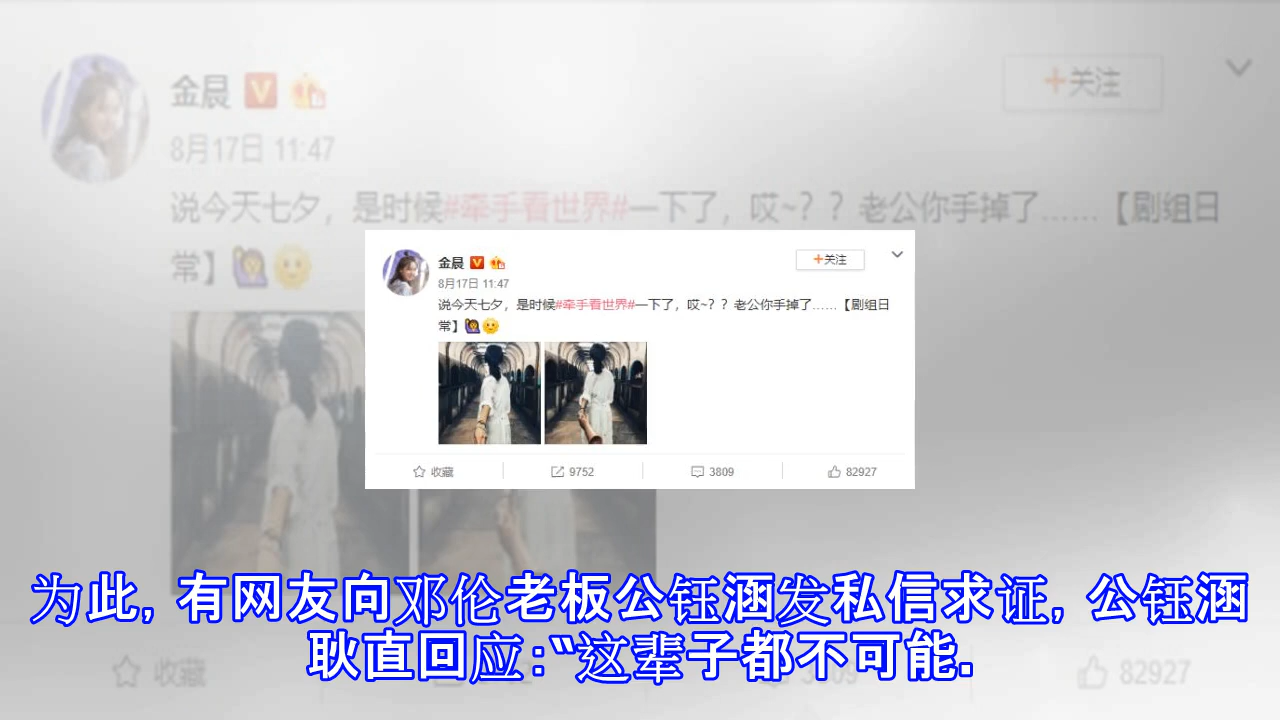 金晨
+关注
8月17日 11:47
说今天七夕，是时候#牵手看世界#一下了，哎~？？老公你手掉了……【剧组日
常】
金晨
+关注
8月17日 11:47
说今天七夕，是时候#牵手看世界#一下了，哎~？？老公你手掉了……【剧组日
常】
收藏
9752
3809
82927
为此, 有网友向邓伦老板公钰涵发私信求证, 公钰涵
耿直回应:“这辈子都不可能.
收藏
82927